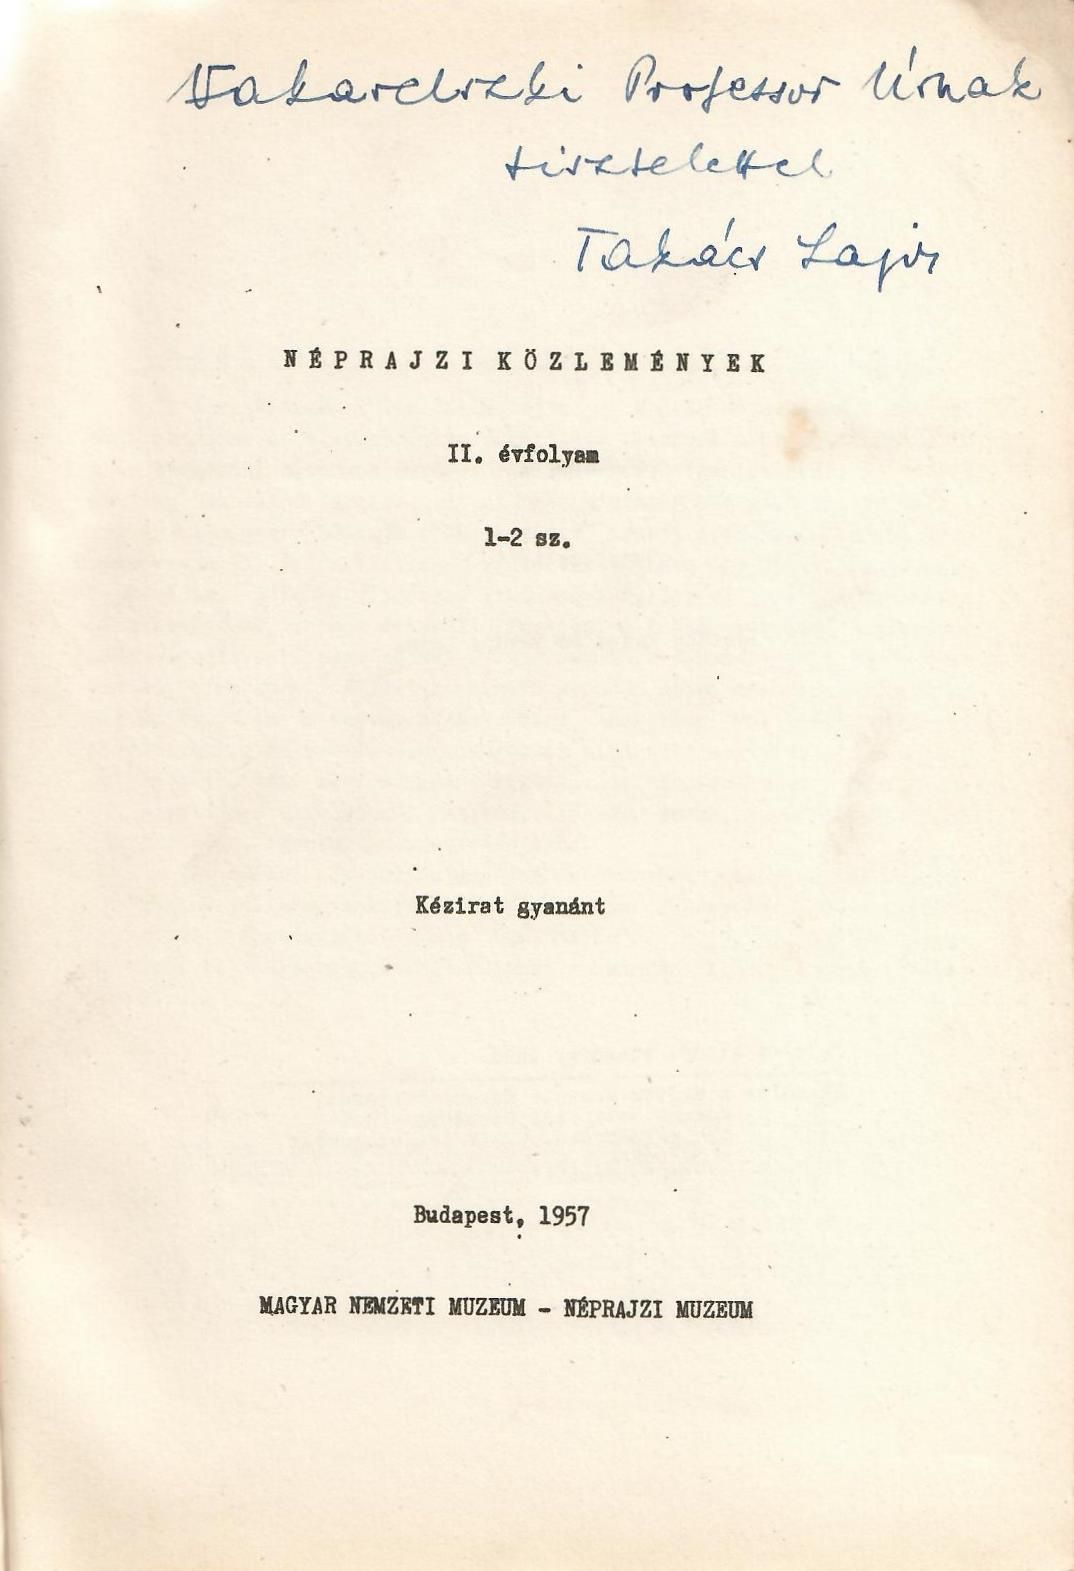 Vakarelszki Professor Úrnak
tisztelettel
Takács Lajos
NÉPRAJZI KÖZLEMÉNYEK
II. évfolyam
1-2 sz.
Kézirat gyanánt
Budapest, 1957
MAGYAR NEMZETI MUZEUM - NÉPRAJZI MUZEUM